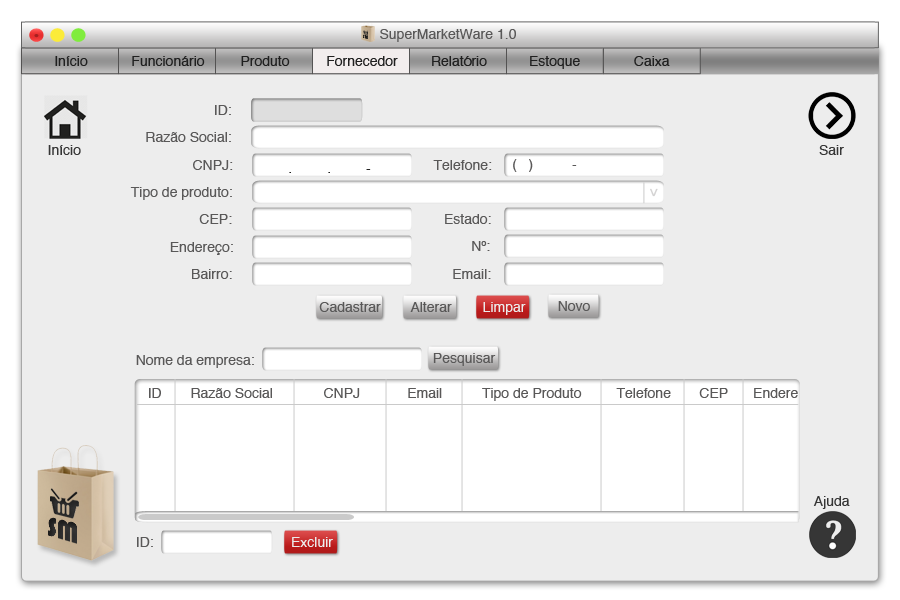 SuperMarketWare 1.0
Início Funcionário Produto Fornecedor Relatório Estoque Caixa
ID:
Início
Sair
Razão Social:
CNPJ: . . - Telefone: ( ) -
Tipo de produto: v
CEP: Estado:
Endereço: Nº:
Bairro: Email:
Cadastrar Alterar Limpar Novo
Nome da empresa: Pesquisar
ID Razão Social CNPJ Email Tipo de Produto Telefone CEP Endere
SM
Ajuda
?
ID: Excluir